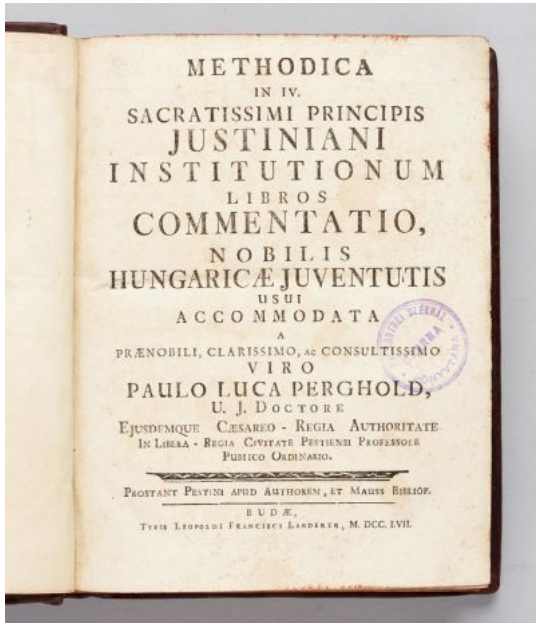 METHODICA
IN IV.
SACRATISSIMI PRINCIPIS
JUSTINIANI
INSTITUTIONUM
LIBROS
COMMENTATIO,
NOBILIS
HUNGARICÆ JUVENTUTIS
USUI
ACCOMMODATA
A
PRÆNOBILI, CLARISSIMO, ac CONSULTISSIMO
VIRO
PAULO LUCA PERGHOLD,
U. J. DOCTORE
EJUSDEMQUE CÆSAREO - REGIA AUTHORITATE
IN LIBERA - REGIA CIVITATE PESTIENSI PROFESSORE
PUBLICO ORDINARIO.
PROSTANT PESTINI APUD AUTHOREM, ET MAUSS BIBLIOP.
BUDÆ,
TYPIS LEOPOLDI FRANCISCI LANDERER, M. DCC. LVII.
KÖNYVTÁRA